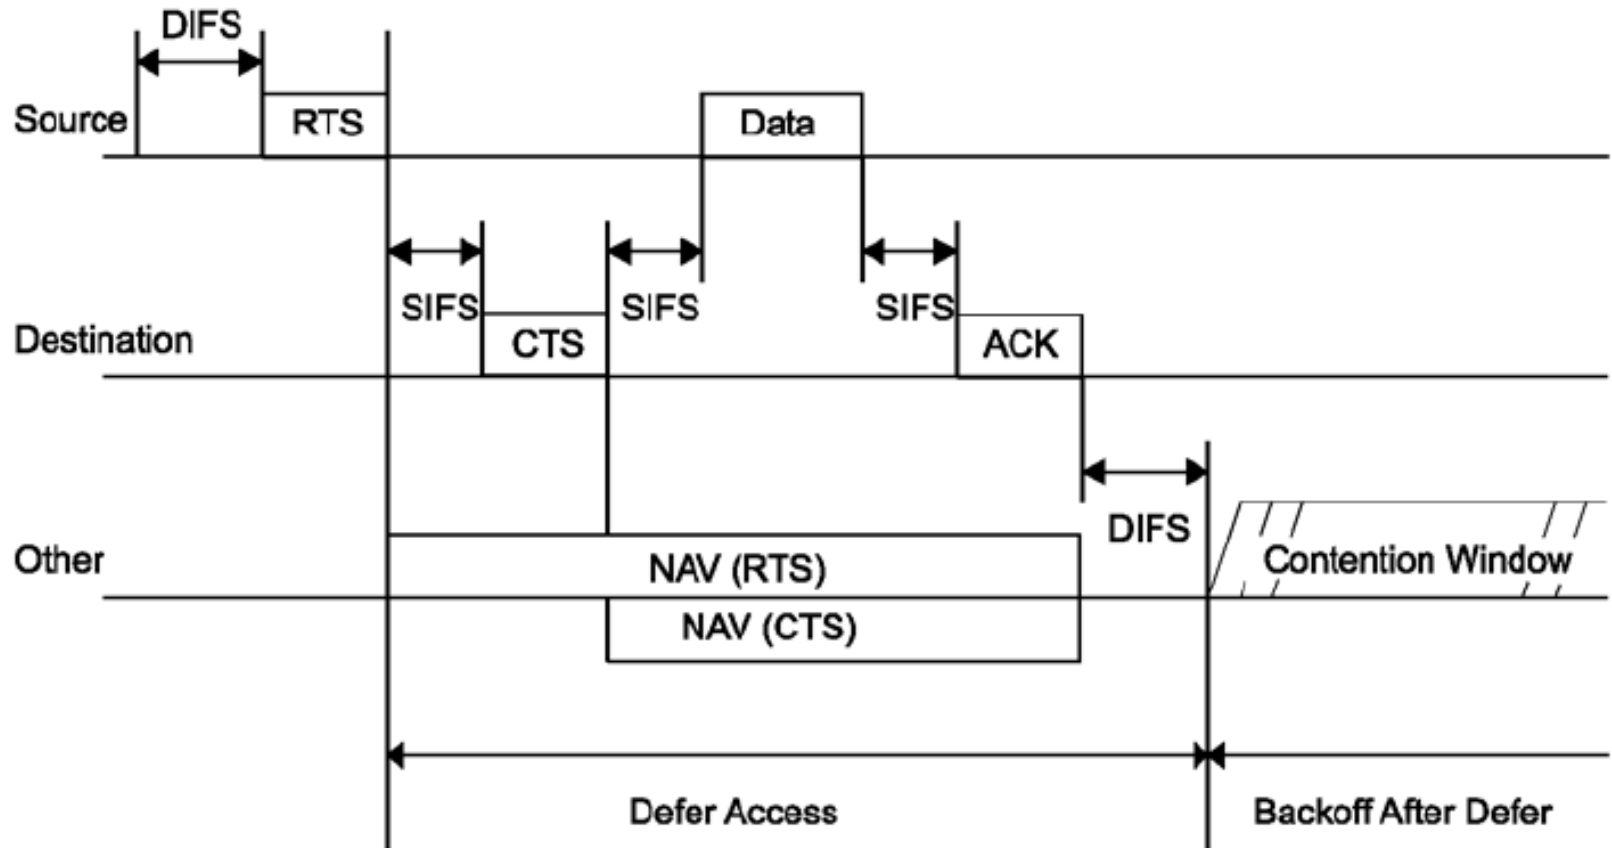 DIFS
Source
RTS
Data
SIFS
SIFS
SIFS
Destination
CTS
ACK
DIFS
Other
NAV (RTS)
Contention Window
NAV (CTS)
Defer Access
Backoff After Defer